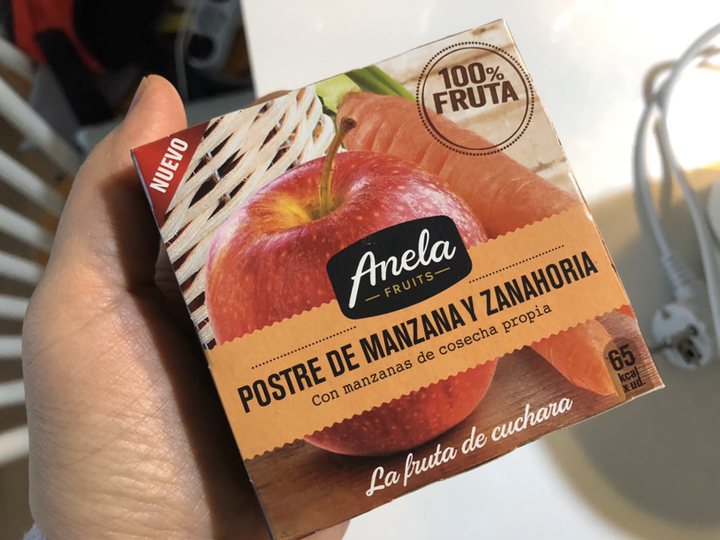 NUEVO
100%
FRUTA
Anela
FRUITS
POSTRE DE MANZANA Y ZANAHORIA
Con manzanas de cosecha propia
65
kcal
x ud.
La fruta de cuchara